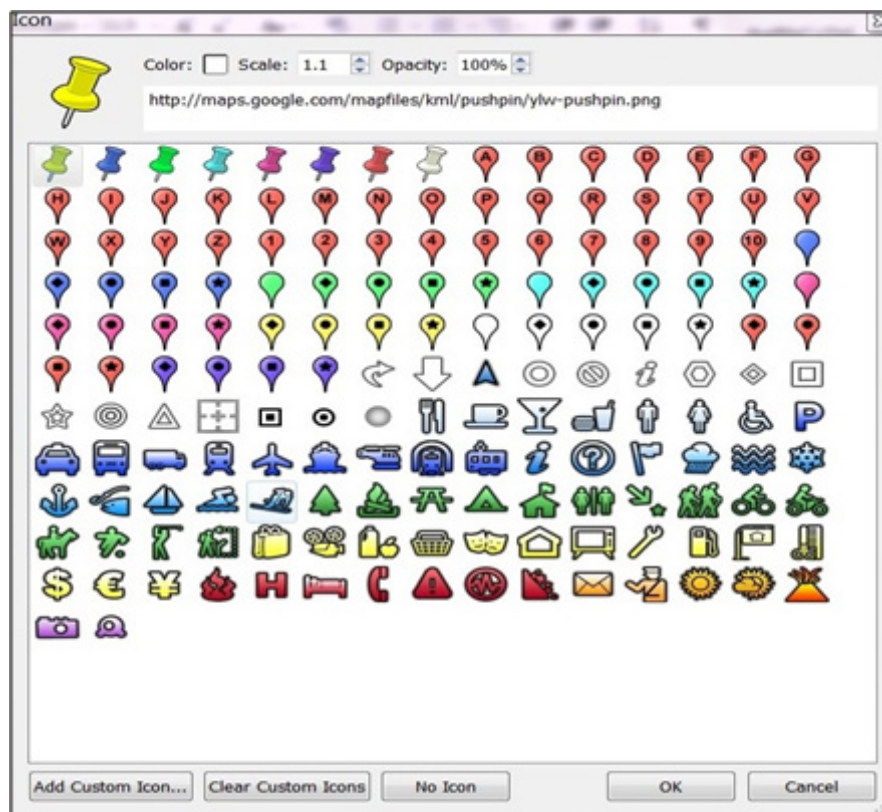 Icon
Color: Scale: 1.1 Opacity: 100%
http://maps.google.com/mapfiles/kml/pushpin/ylw-pushpin.png
A B C D E F G
H I J K L M N O P Q R S T U V
W X Y Z 1 2 3 4 5 6 7 8 9 10
i
P
i ?
$ € ¥ H !
Add Custom Icon... Clear Custom Icons No Icon OK Cancel